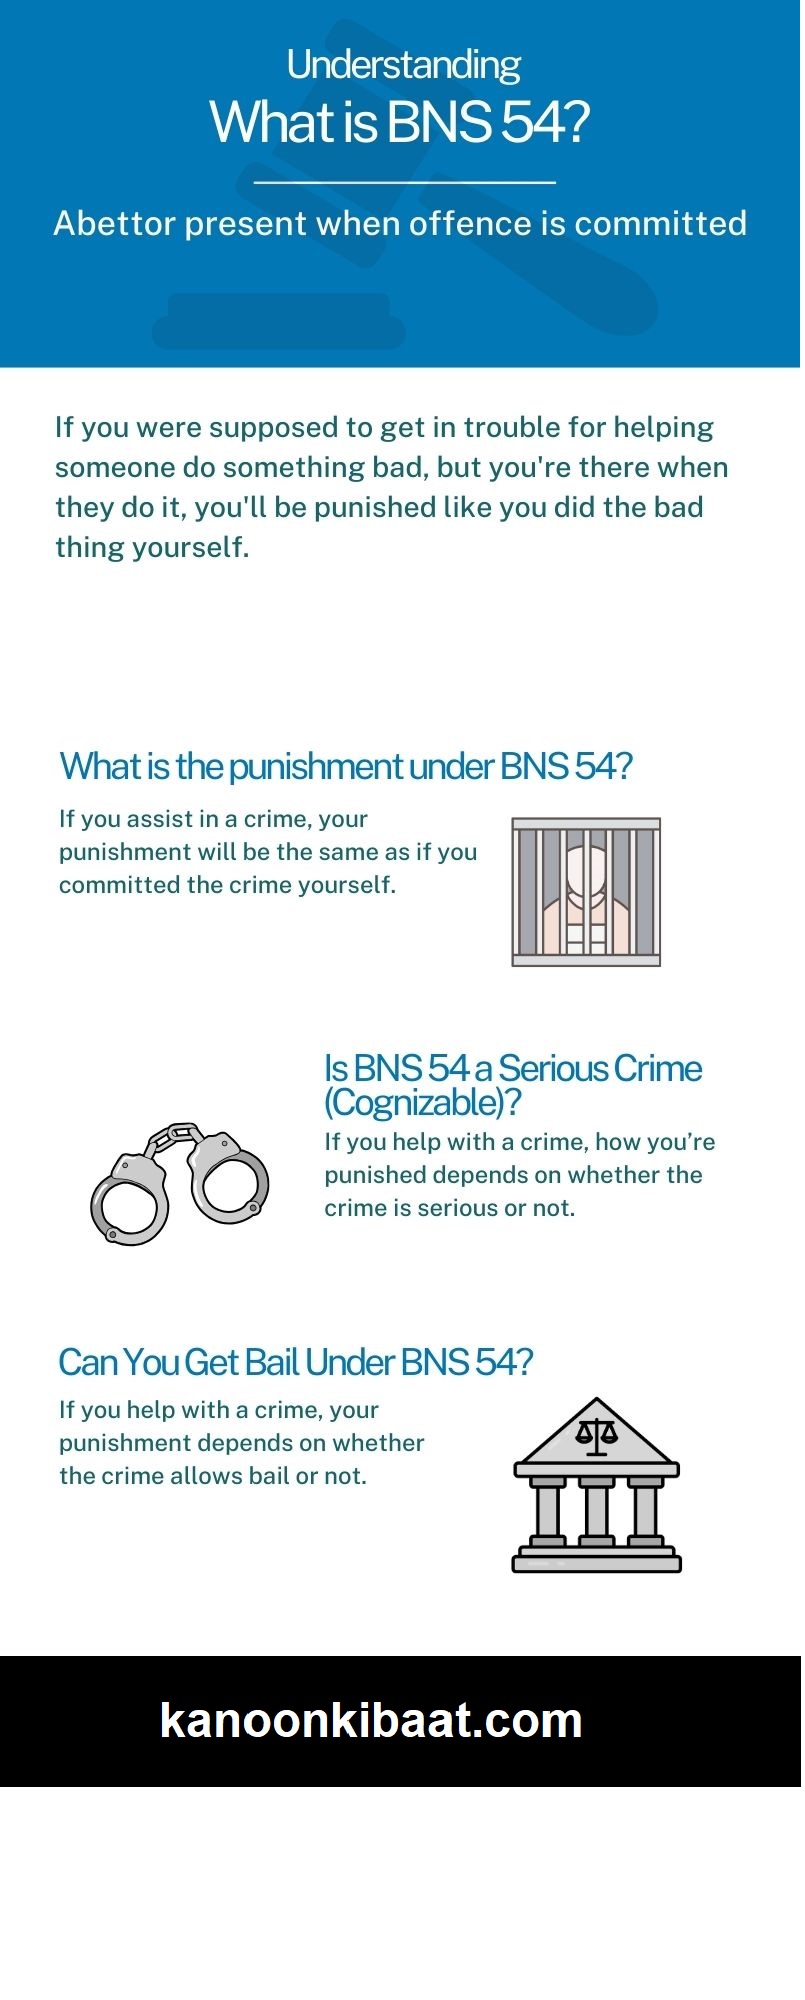 Understanding
What is BNS 54?
Abettor present when offence is committed
If you were supposed to get in trouble for helping
someone do something bad, but you're there when
they do it, you'll be punished like you did the bad
thing yourself.
What is the punishment under BNS 54?
If you assist in a crime, your
punishment will be the same as if you
committed the crime yourself.
Is BNS 54 a Serious Crime
(Cognizable)?
If you help with a crime, how you’re
punished depends on whether the
crime is serious or not.
Can You Get Bail Under BNS 54?
If you help with a crime, your
punishment depends on whether
the crime allows bail or not.
kanoonkibaat.com